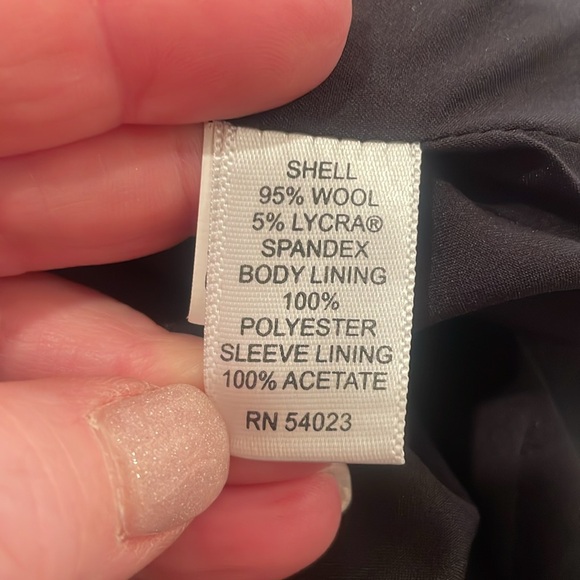 SHELL
95% WOOL
5% LYCRA®
SPANDEX
BODY LINING
100%
POLYESTER
SLEEVE LINING
100% ACETATE
RN 54023